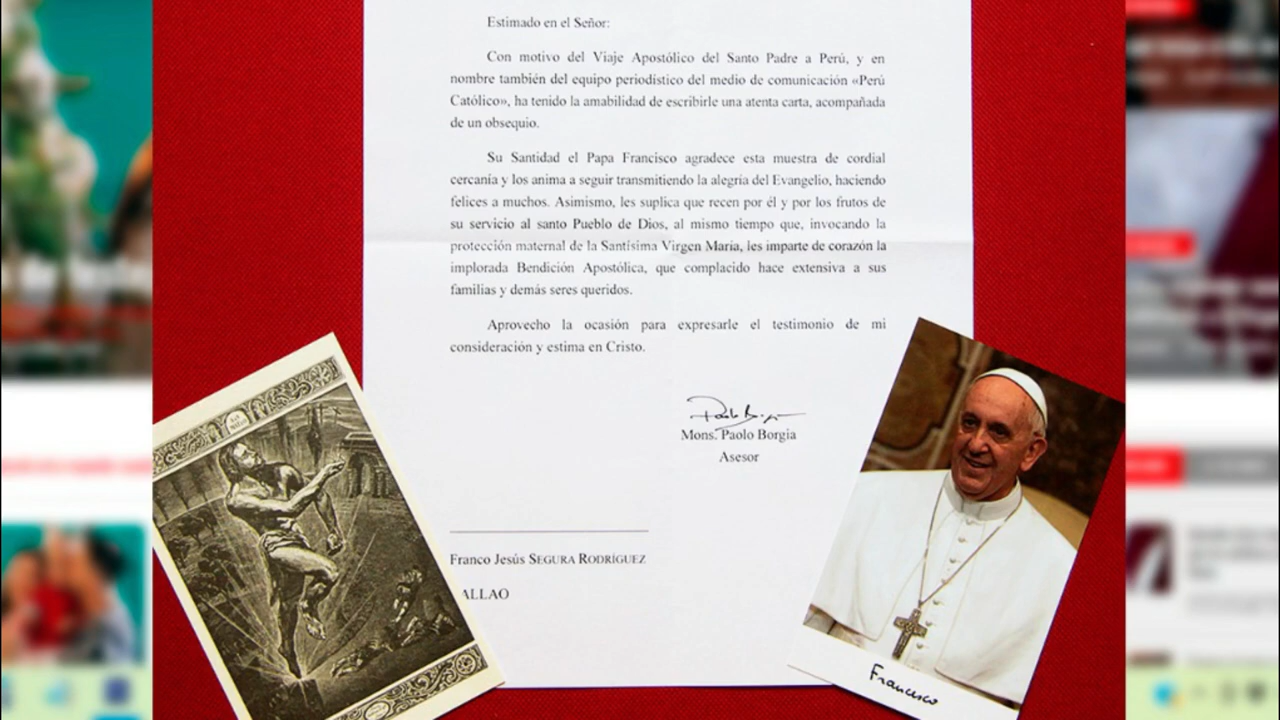 Estimado en el Señor:
Con motivo del Viaje Apostólico del Santo Padre a Perú, y en
nombre también del equipo periodístico del medio de comunicación «Perú
Católico», ha tenido la amabilidad de escribirle una atenta carta, acompañada
de un obsequio.
Su Santidad el Papa Francisco agradece esta muestra de cordial
cercanía y los anima a seguir transmitiendo la alegría del Evangelio, haciendo
felices a muchos. Asimismo, les suplica que recen por él y por los frutos de
su servicio al santo Pueblo de Dios, al mismo tiempo que, invocando la
protección maternal de la Santísima Virgen María, les imparte de corazón la
implorada Bendición Apostólica, que complacido hace extensiva a sus
familias y demás seres queridos.
Aprovecho la ocasión para expresarle el testimonio de mi
consideración y estima en Cristo.
Paolo Borgia
Mons. Paolo Borgia
Asesor
Franco Jesús SEGURA RODRÍGUEZ
ALLAO
Francisco